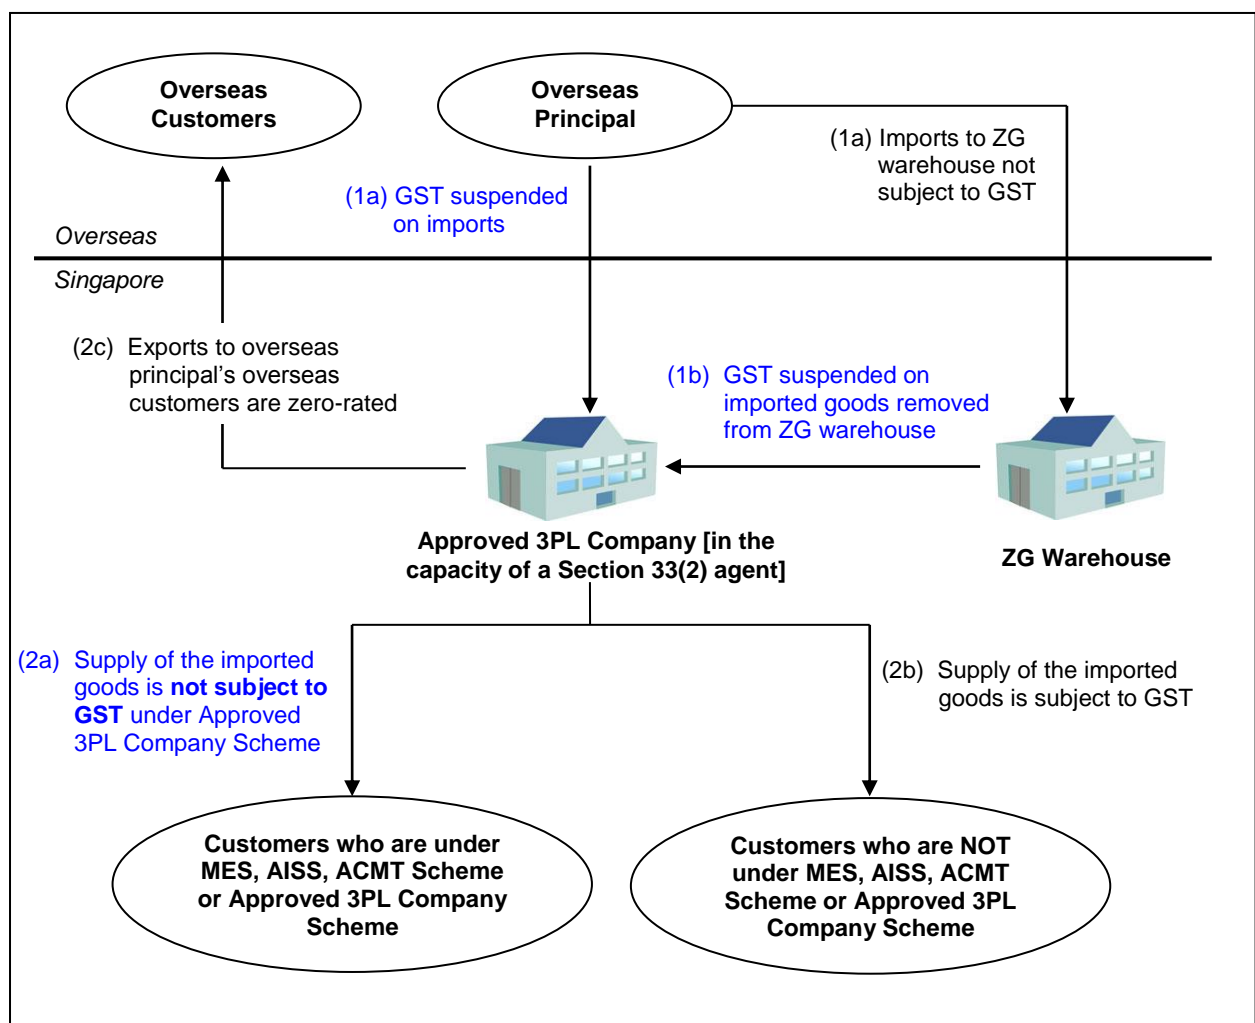 Overseas
Customers
Overseas
Principal
(1a) Imports to ZG
warehouse not
subject to GST
(1a) GST suspended
on imports
Overseas
Singapore
(2c) Exports to overseas
principal’s overseas
customers are zero-rated
(1b) GST suspended on
imported goods removed
from ZG warehouse
Approved 3PL Company [in the
capacity of a Section 33(2) agent]
ZG Warehouse
(2a) Supply of the imported
goods is not subject to
GST under Approved
3PL Company Scheme
(2b) Supply of the imported
goods is subject to GST
Customers who are under
MES, AISS, ACMT Scheme
or Approved 3PL Company
Scheme
Customers who are NOT
under MES, AISS, ACMT
Scheme or Approved 3PL
Company Scheme